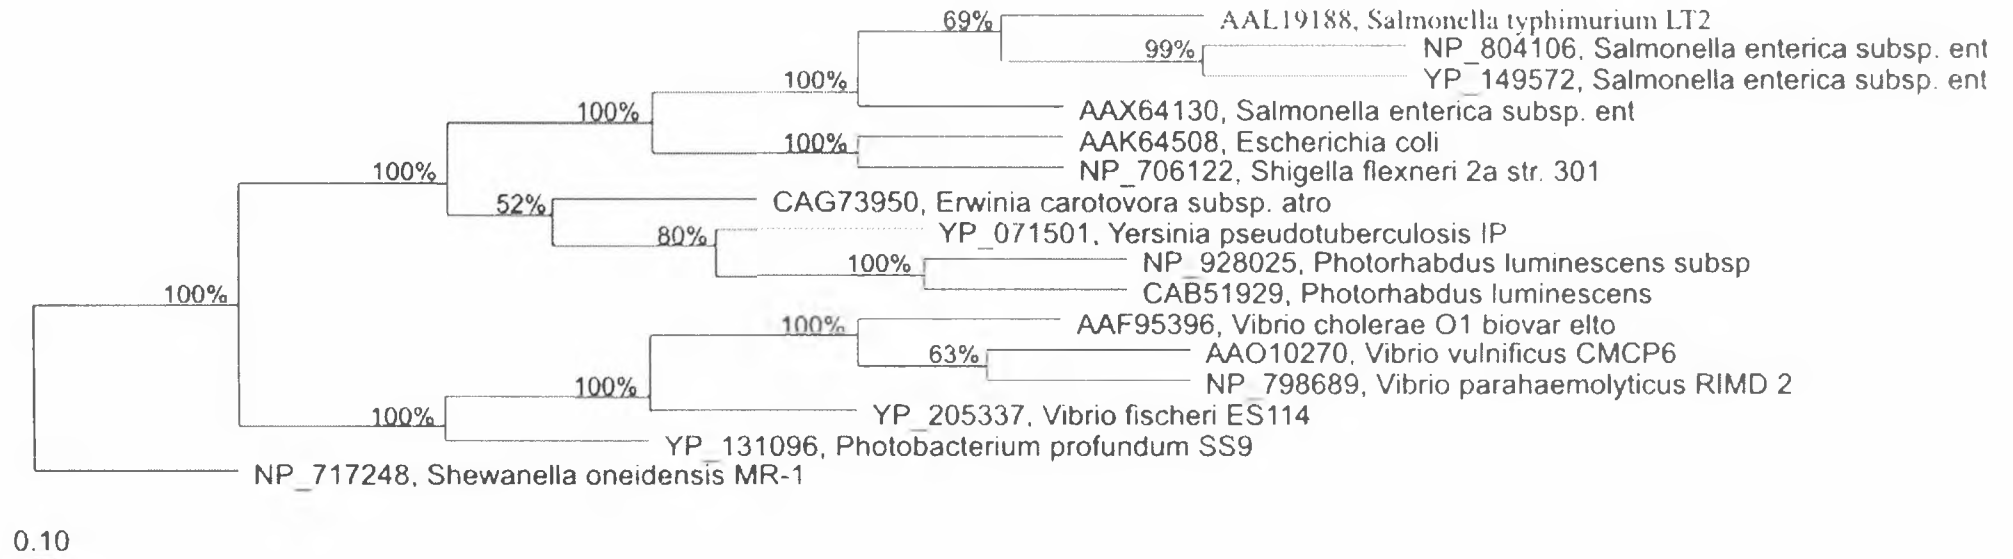 69% AAL19188, Salmonella typhimurium LT2
99% NP_804106, Salmonella enterica subsp. ent
100% YP_149572, Salmonella enterica subsp. ent
100% AAX64130, Salmonella enterica subsp. ent
100% AAK64508, Escherichia coli
100% NP_706122, Shigella flexneri 2a str. 301
52% CAG73950, Erwinia carotovora subsp. atro
80% YP_071501, Yersinia pseudotuberculosis IP
100% NP_928025, Photorhabdus luminescens subsp
100% CAB51929, Photorhabdus luminescens
100% AAF95396, Vibrio cholerae O1 biovar elto
63% AAO10270, Vibrio vulnificus CMCP6
100% NP_798689, Vibrio parahaemolyticus RIMD 2
100% YP_205337, Vibrio fischeri ES114
YP_131096, Photobacterium profundum SS9
NP_717248, Shewanella oneidensis MR-1
0.10